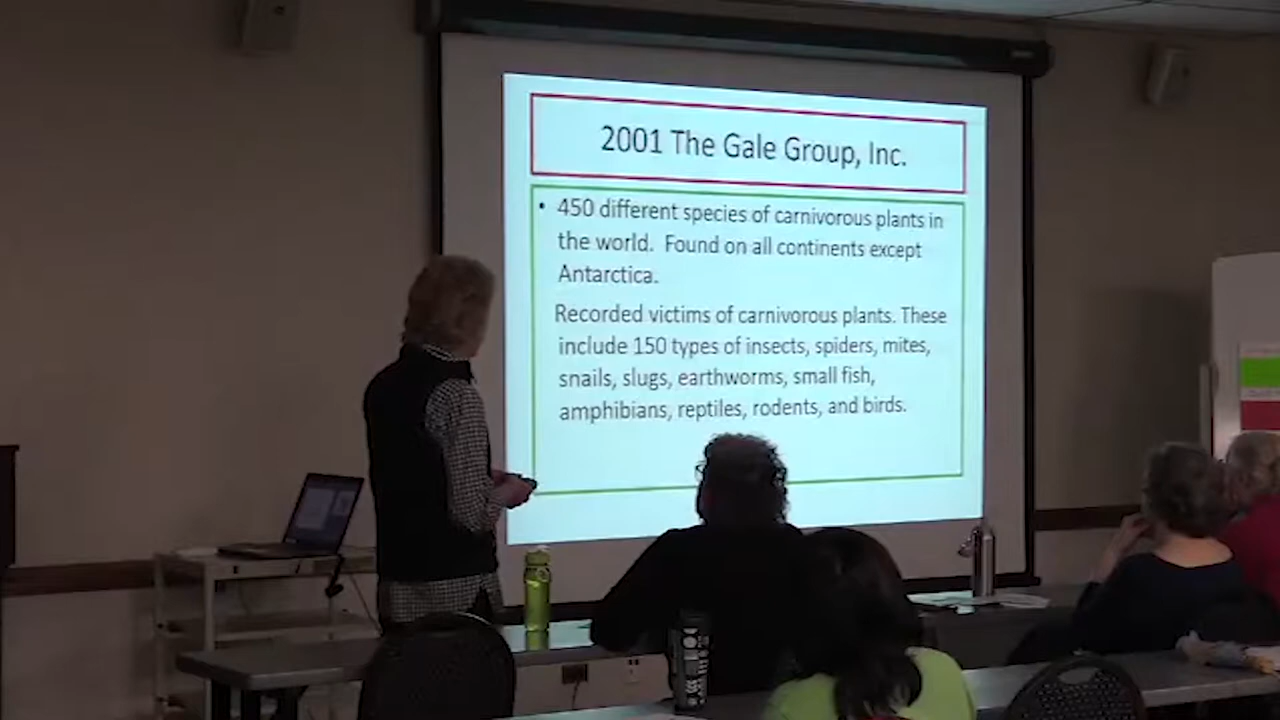 2001 The Gale Group, Inc.
• 450 different species of carnivorous plants in
the world. Found on all continents except
Antarctica.
Recorded victims of carnivorous plants. These
include 150 types of insects, spiders, mites,
snails, slugs, earthworms, small fish,
amphibians, reptiles, rodents, and birds.